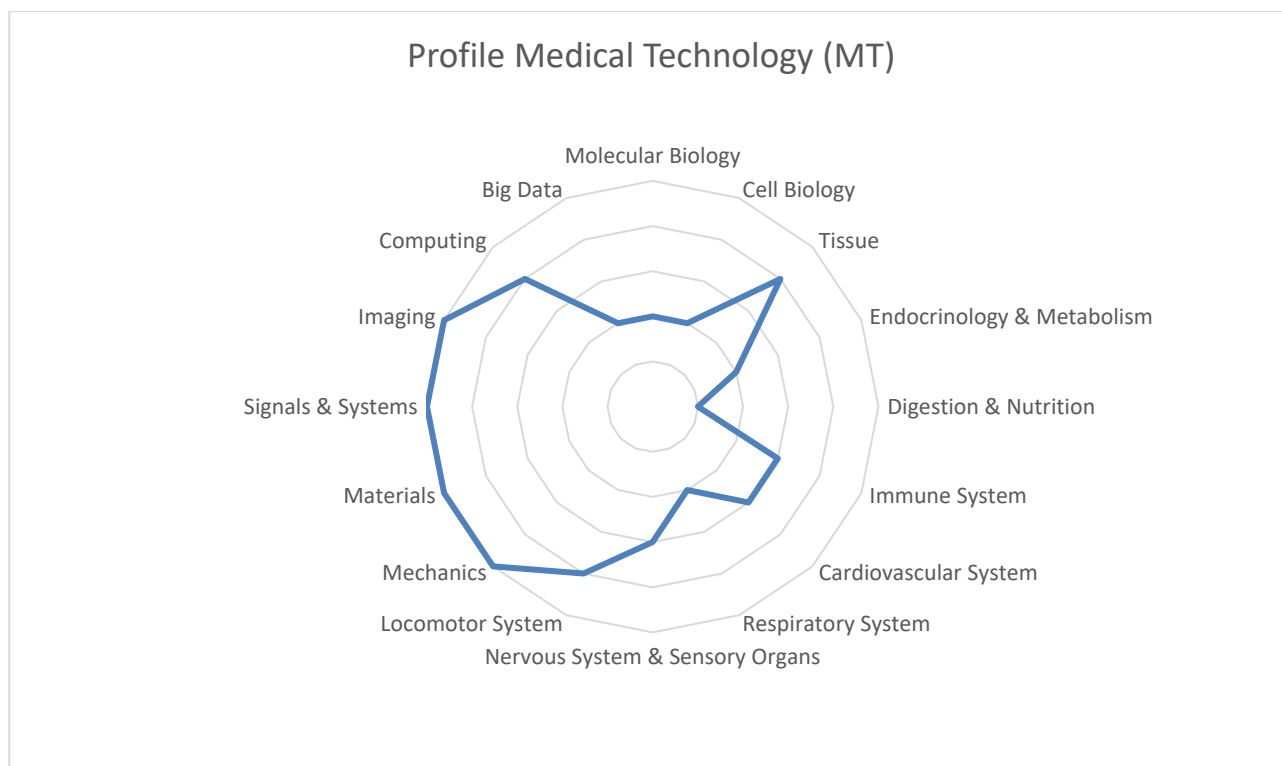 Profile Medical Technology (MT)
Molecular Biology
Big Data
Cell Biology
Computing
Tissue
Imaging
Endocrinology & Metabolism
Signals & Systems
Digestion & Nutrition
Materials
Immune System
Mechanics
Cardiovascular System
Locomotor System
Respiratory System
Nervous System & Sensory Organs